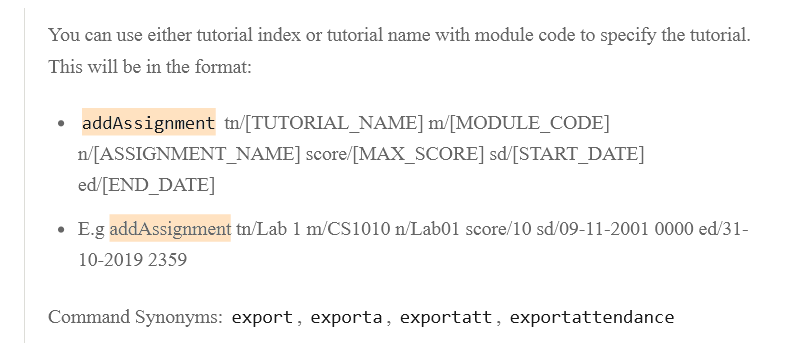 You can use either tutorial index or tutorial name with module code to specify the tutorial.
This will be in the format:
• addAssignment tn/[TUTORIAL_NAME] m/[MODULE_CODE]
n/[ASSIGNMENT_NAME] score/[MAX_SCORE] sd/[START_DATE]
ed/[END_DATE]
• E.g addAssignment tn/Lab 1 m/CS1010 n/Lab01 score/10 sd/09-11-2001 0000 ed/31-
10-2019 2359
Command Synonyms: export, exporta, exportatt, exportattendance